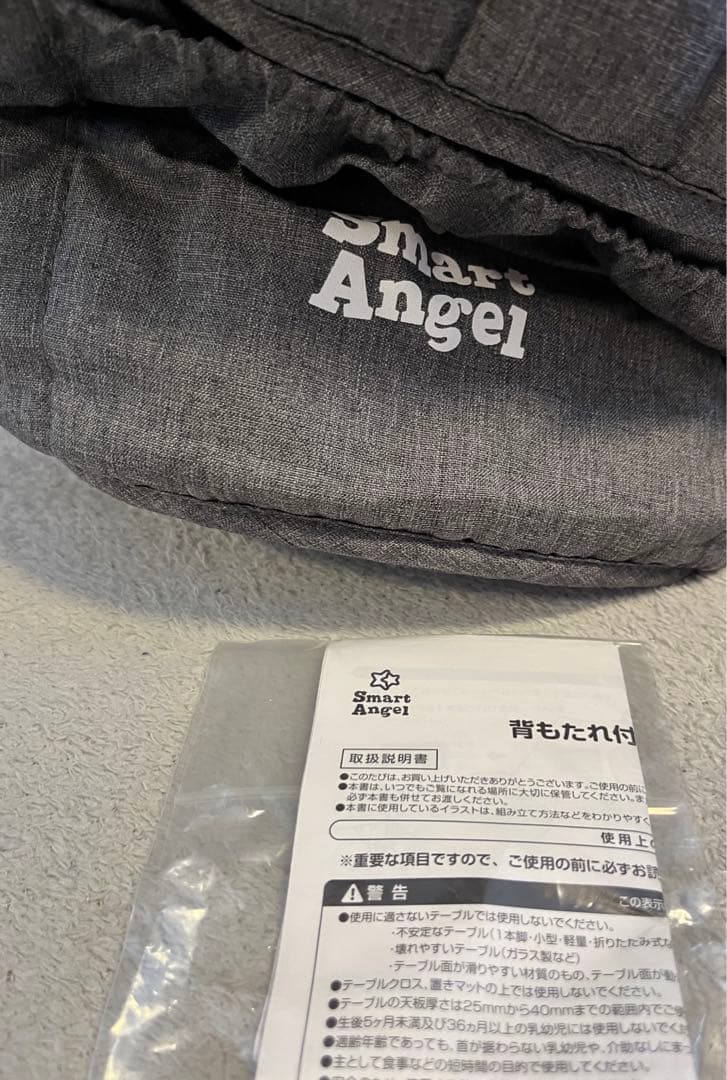 Smart
Angel
Smart
Angel
背もたれ付
取扱説明書
●このたびは、お買い上げいただきありがとうございます。ご使用の前に
●本書は、いつでもご覧になれる場所に大切に保管してください。ま
必ず本書も併せてお渡しください。
●本書に使用しているイラストは、組み立て方法などをわかりやすく
使用上
※重要な項目ですので、ご使用の前に必ずお読
警告
この表示
●使用に適さないテーブルでは使用しないでください。
・不安定なテーブル(1本脚・小型・軽量・折りたたみ式な
・壊れやすいテーブル(ガラス製など)
・テーブル面が滑りやすい材質のもの、テーブル面が動
●テーブルクロス、置きマットの上では使用しないでください。
●テーブルの天板厚さは25mmから40mmまでの範囲内でご使
●生後5ヶ月未満及び36ヵ月以上の乳幼児には使用しないでくだ
●適齢年齢であっても、首が据わらない乳幼児や、介助なしにまっ
●主として食事などの短時間の目的で使用してください。